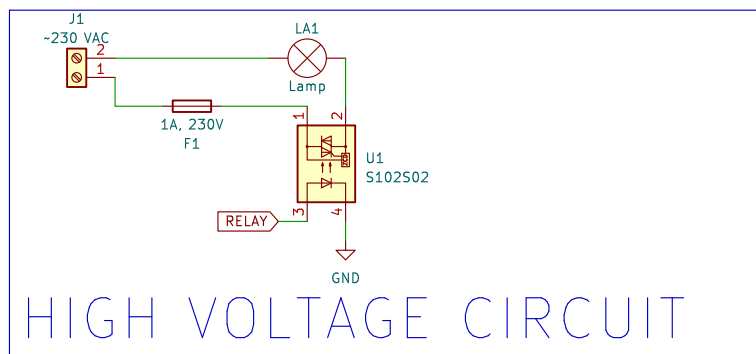 J1
~230 VAC
2
1
LA1
Lamp
1A, 230V
F1
1
2
U1
S102S02
RELAY
3
4
GND
HIGH VOLTAGE CIRCUIT